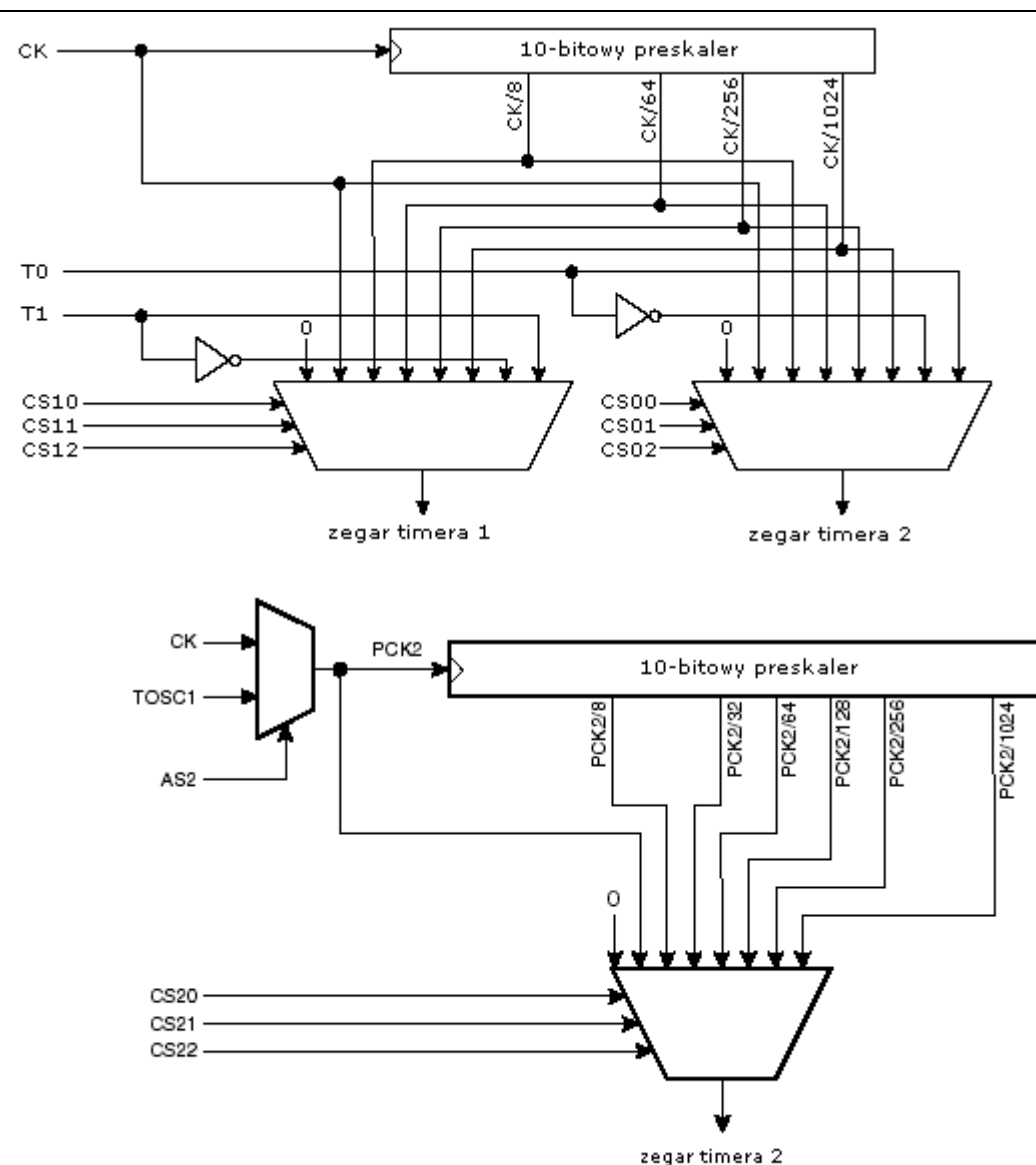 CK
10-bitowy preskaler
CK/8
CK/64
CK/256
CK/1024
T0
T1
0
0
CS10
CS11
CS12
CS00
CS01
CS02
zegar timera 1
zegar timera 2
CK
TOSC1
AS2
PCK2
10-bitowy preskaler
PCK2/8
PCK2/32
PCK2/64
PCK2/128
PCK2/256
PCK2/1024
0
CS20
CS21
CS22
zegar timera 2